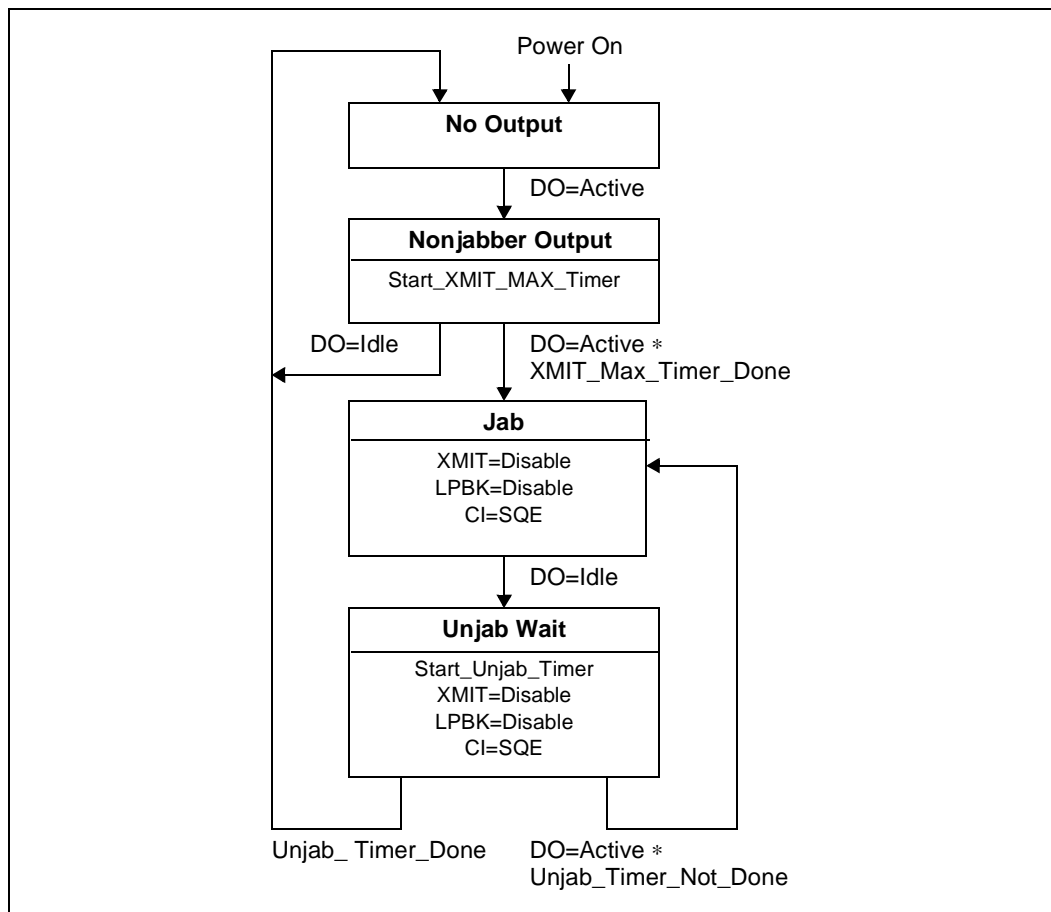 Power On
No Output
DO=Active
Nonjabber Output
Start_XMIT_MAX_Timer
DO=Idle
DO=Active *
XMIT_Max_Timer_Done
Jab
XMIT=Disable
LPBK=Disable
CI=SQE
DO=Idle
Unjab Wait
Start_Unjab_Timer
XMIT=Disable
LPBK=Disable
CI=SQE
Unjab_ Timer_Done
DO=Active *
Unjab_Timer_Not_Done